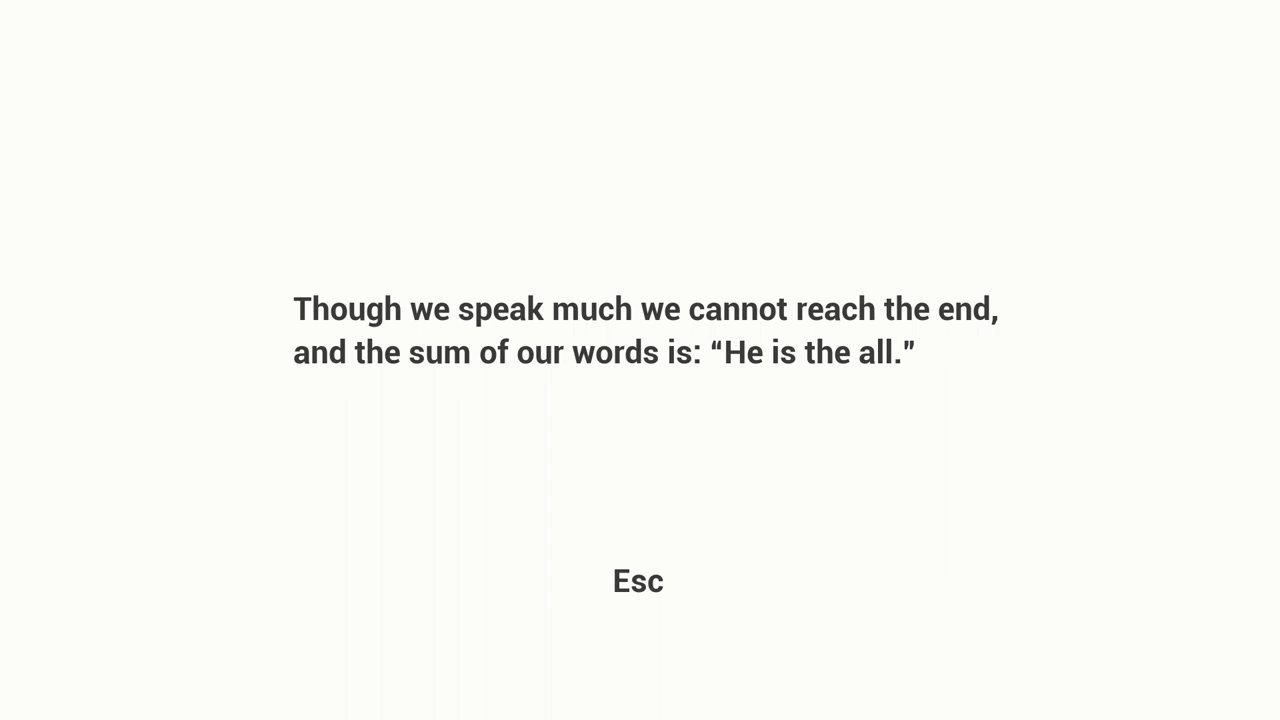 Though we speak much we cannot reach the end,
and the sum of our words is: “He is the all.”
Esc